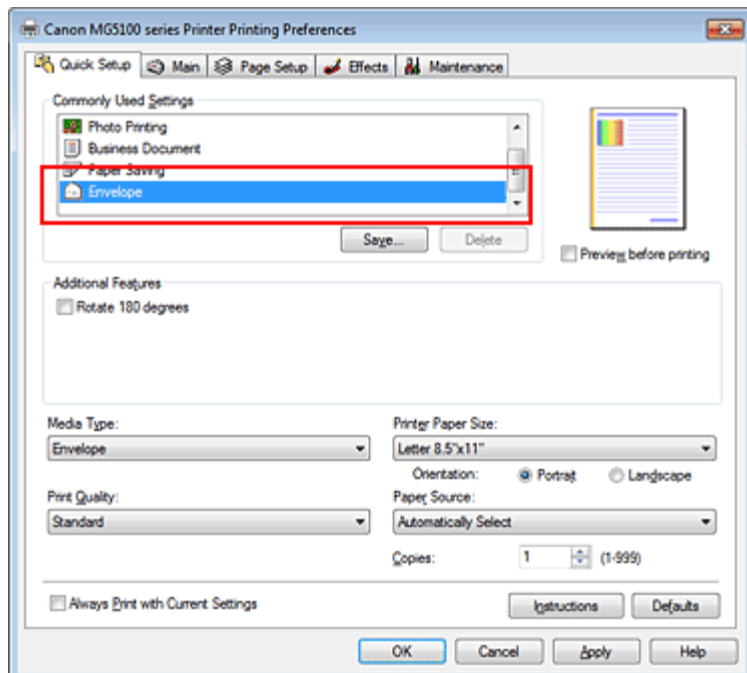 Canon MG5100 series Printer Printing Preferences
Quick Setup Main Page Setup Effects Maintenance
Commonly Used Settings
Photo Printing
Business Document
Paper Saving
Envelope
Save... Delete
Preview before printing
Additional Features
Rotate 180 degrees
Media Type: Printer Paper Size:
Envelope Letter 8.5"x11"
Orientation: Portrait Landscape
Print Quality: Paper Source:
Standard Automatically Select
Copies: 1 (1-999)
Always Print with Current Settings Instructions Defaults
OK Cancel Apply Help